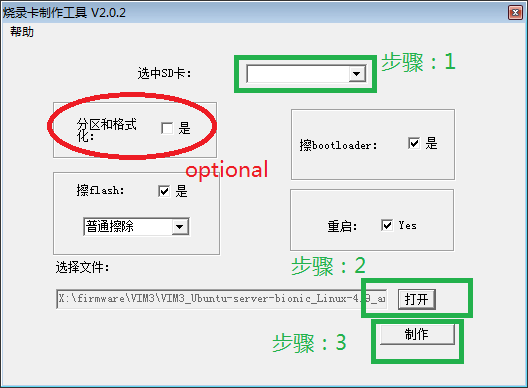 烧录卡制作工具 V2.0.2
帮助
选中SD卡:
步骤：1
分区和格式化:
是
optional
擦bootloader:
是
擦flash:
是
普通擦除
重启:
Yes
选择文件:
步骤：2
X:\firmware\VIM3\VIM3_Ubuntu-server-bionic_Linux-4.9_a
打开
步骤：3
制作